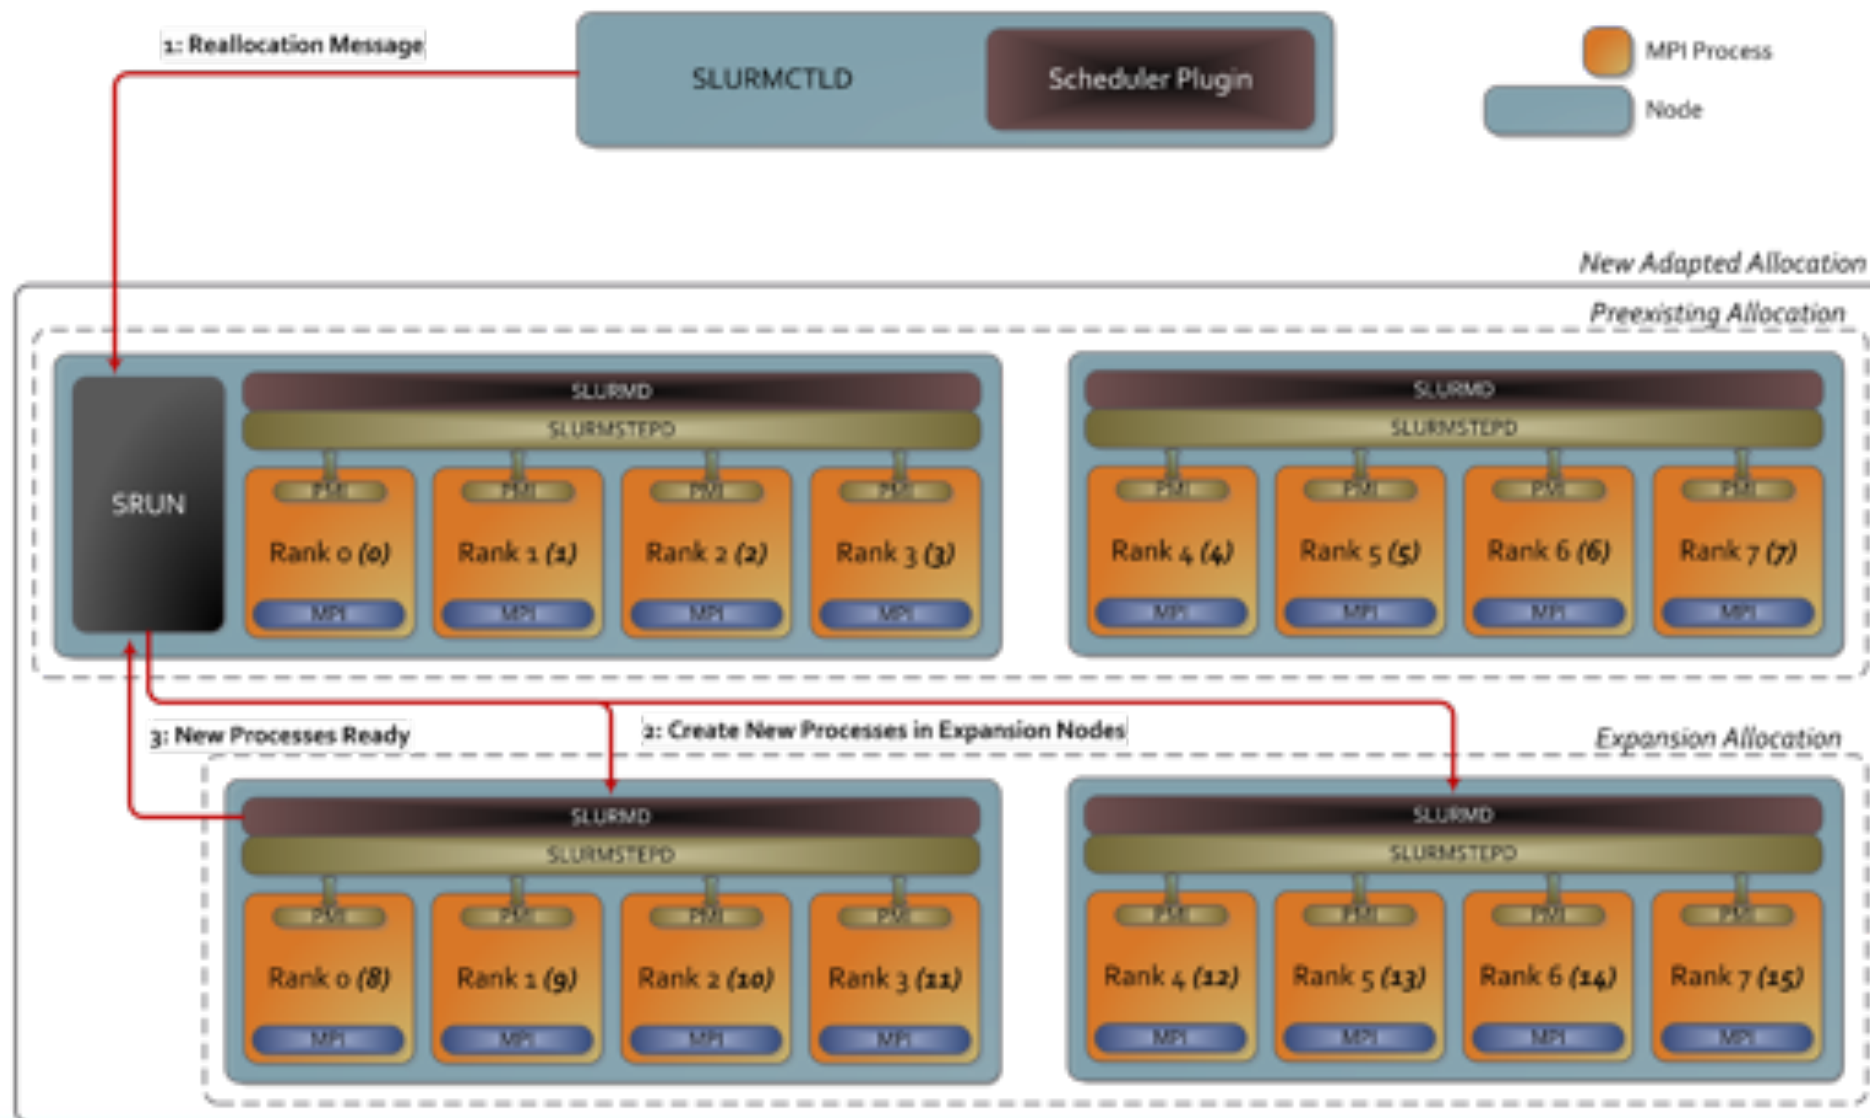 1: Reallocation Message
SLURMCTLD
Scheduler Plugin
MPI Process
Node
New Adapted Allocation
Preexisting Allocation
SRUN
SLURMD
SLURMSTEPD
PMI PMI PMI PMI
Rank 0 (0) Rank 1 (1) Rank 2 (2) Rank 3 (3)
MPI MPI MPI MPI
SLURMD
SLURMSTEPD
PMI PMI PMI PMI
Rank 4 (4) Rank 5 (5) Rank 6 (6) Rank 7 (7)
MPI MPI MPI MPI
3: New Processes Ready
2: Create New Processes in Expansion Nodes
Expansion Allocation
SLURMD
SLURMSTEPD
PMI PMI PMI PMI
Rank 0 (8) Rank 1 (9) Rank 2 (10) Rank 3 (11)
MPI MPI MPI MPI
SLURMD
SLURMSTEPD
PMI PMI PMI PMI
Rank 4 (12) Rank 5 (13) Rank 6 (14) Rank 7 (15)
MPI MPI MPI MPI